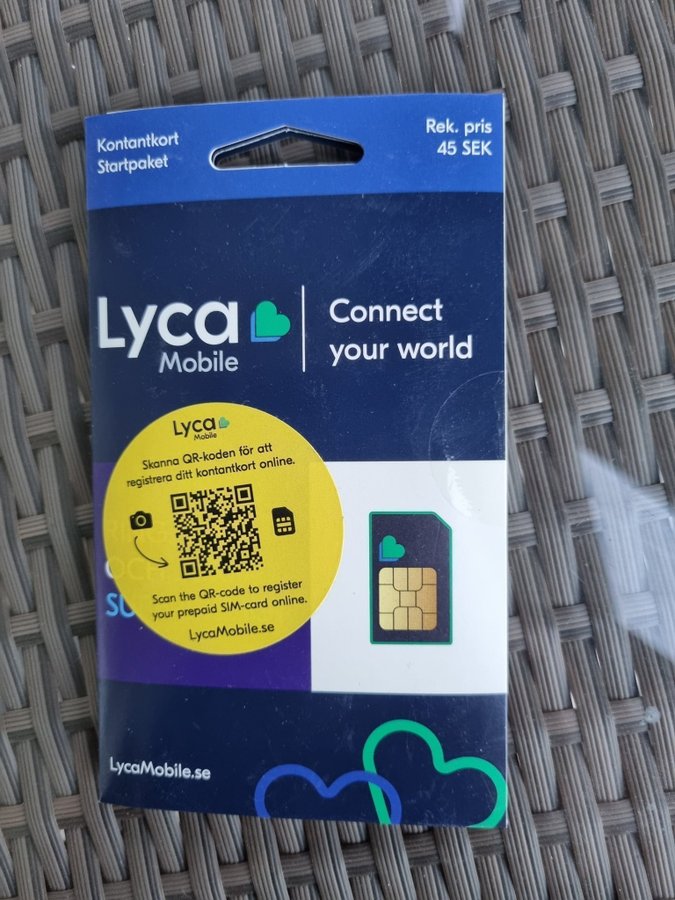 Kontantkort
Startpaket
Rek. pris
45 SEK
Lyca
Mobile
Connect
your world
Lyca
Mobile
Skanna QR-koden för att
registrera ditt kontantkort online.
Scan the QR-code to register
your prepaid SIM-card online.
LycaMobile.se
LycaMobile.se